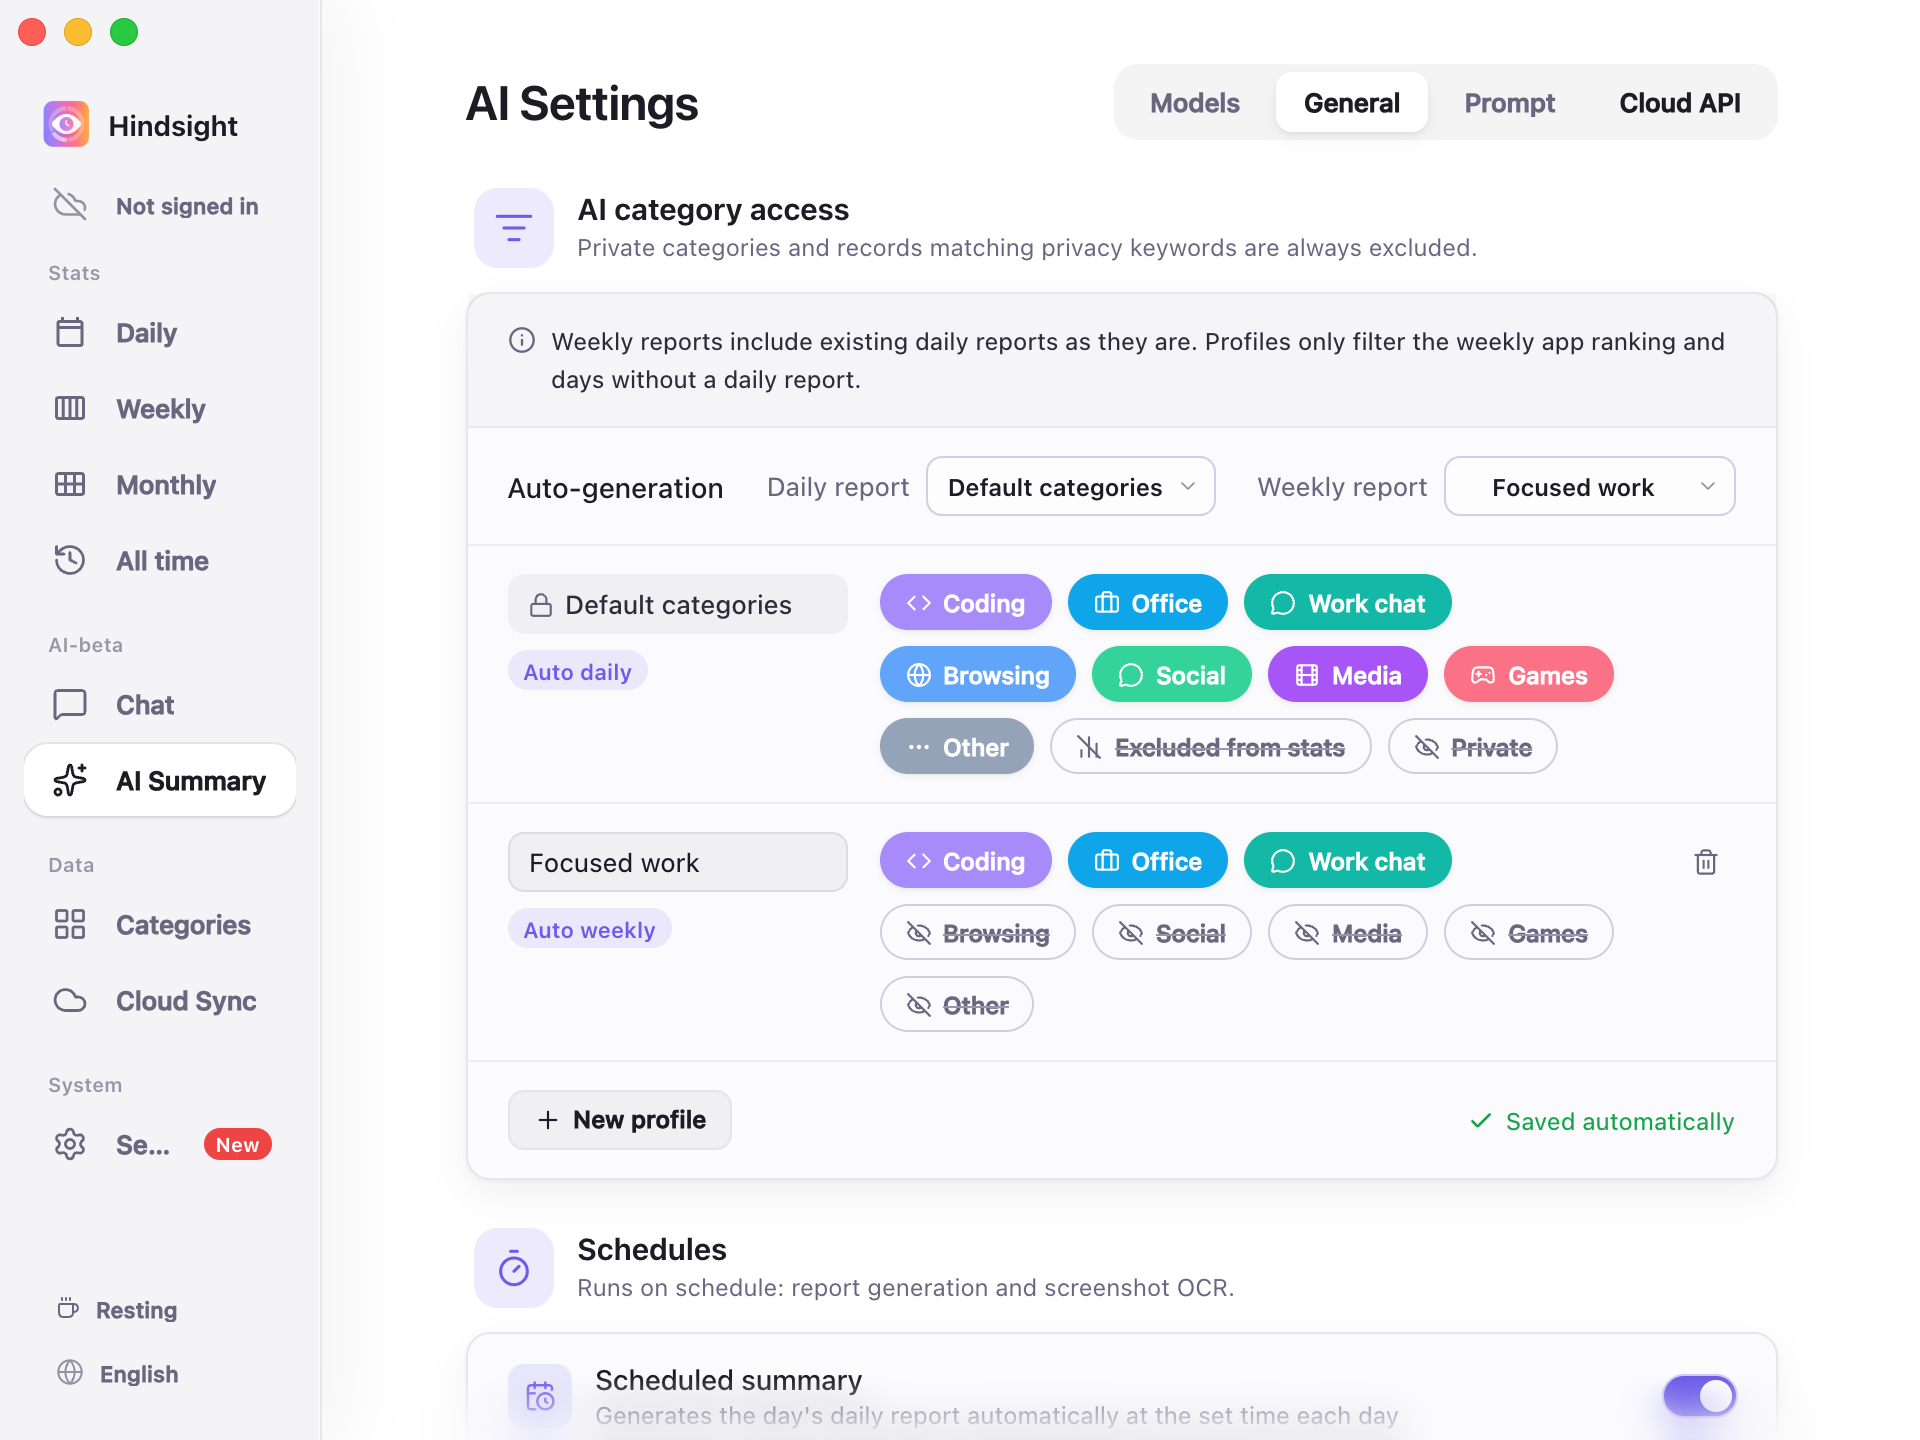 Hindsight
Not signed in
Stats
Daily
Weekly
Monthly
All time
AI-beta
Chat
AI Summary
Data
Categories
Cloud Sync
System
Se...
New
Resting
English
AI Settings
Models
General
Prompt
Cloud API
AI category access
Private categories and records matching privacy keywords are always excluded.
Weekly reports include existing daily reports as they are. Profiles only filter the weekly app ranking and
days without a daily report.
Auto-generation
Daily report
Default categories
Weekly report
Focused work
Default categories
Auto daily
Coding
Office
Work chat
Browsing
Social
Media
Games
Other
Excluded from stats
Private
Focused work
Auto weekly
Coding
Office
Work chat
Browsing
Social
Media
Games
Other
New profile
Saved automatically
Schedules
Runs on schedule: report generation and screenshot OCR.
Scheduled summary
Generates the day's daily report automatically at the set time each day